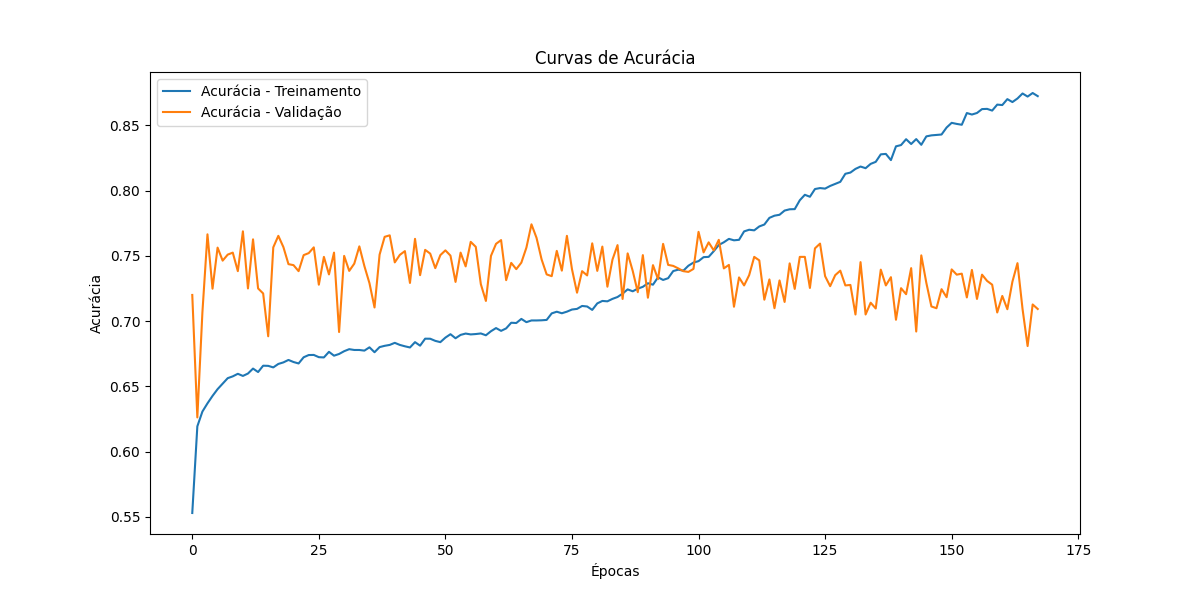 Curvas de Acurácia
Acurácia - Treinamento
Acurácia - Validação
Acurácia
0.85
0.80
0.75
0.70
0.65
0.60
0.55
0 25 50 75 100 125 150 175
Épocas